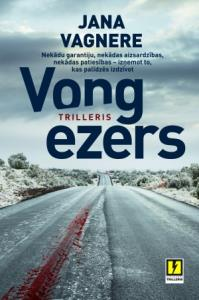 JANA
VAGNERE
Nekādu garantiju, nekādas aizsardzības,
nekādas patiesības – izņemot to,
kas palīdzēs izdzīvot
Vong
TRILLERIS
ezers
TRILLERIS